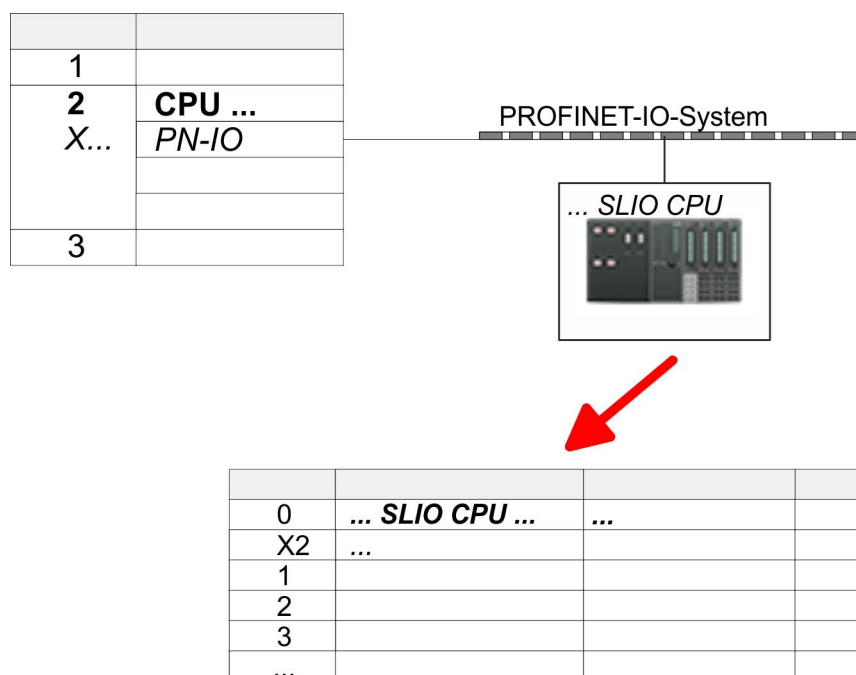 1
2 CPU ...
X... PN-IO
3
PROFINET-IO-System
... SLIO CPU
0 ... SLIO CPU ... ...
X2 ...
1
2
3
...